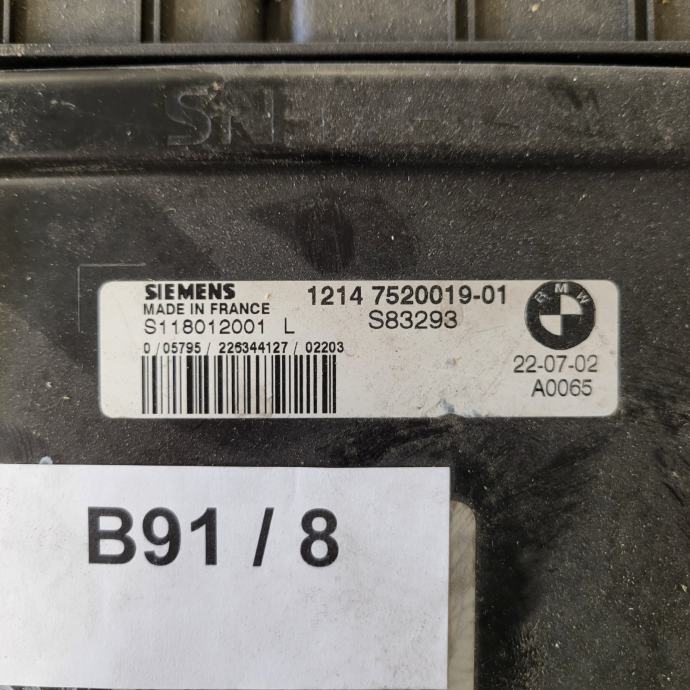 SIEMENS
MADE IN FRANCE
S118012001 L
0 / 05795 / 226344127 / 02203
1214 7520019-01
S83293
BMW
22-07-02
A0065
B91 / 8